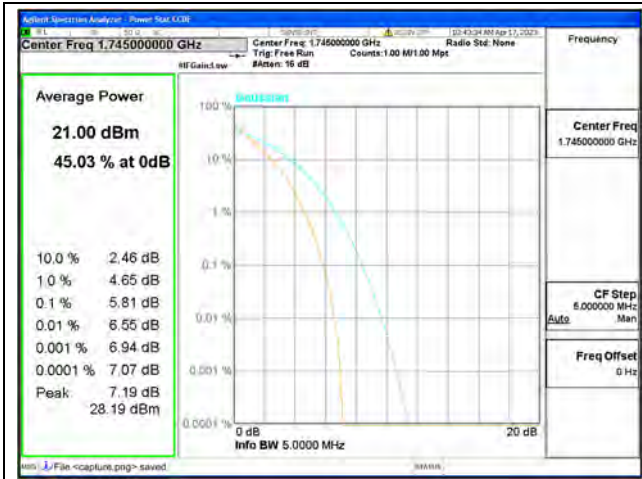 Agilent Spectrum Analyzer - Power Stat CCDF
Center Freq 1.745000000 GHz
Center Freq: 1.745000000 GHz
Trig: Free Run
Counts:1.00 M/1.00 Mpt
#IFGain:Low
#Atten: 16 dB
10:43:34 AM Apr 17, 2023
Radio Std: None
Frequency
Average Power
21.00 dBm
45.03 % at 0dB
10.0 % 2.46 dB
1.0 % 4.65 dB
0.1 % 5.81 dB
0.01 % 6.55 dB
0.001 % 6.94 dB
0.0001 % 7.07 dB
Peak 7.19 dB
28.19 dBm
Gaussian
100 %
10 %
1 %
0.1 %
0.01 %
0.001 %
0.0001 %
0 dB
20 dB
Info BW 5.0000 MHz
Center Freq
1.745000000 GHz
CF Step
5.000000 MHz
Auto Man
Freq Offset
0 Hz
MSG File <capture.png> saved
STATUS